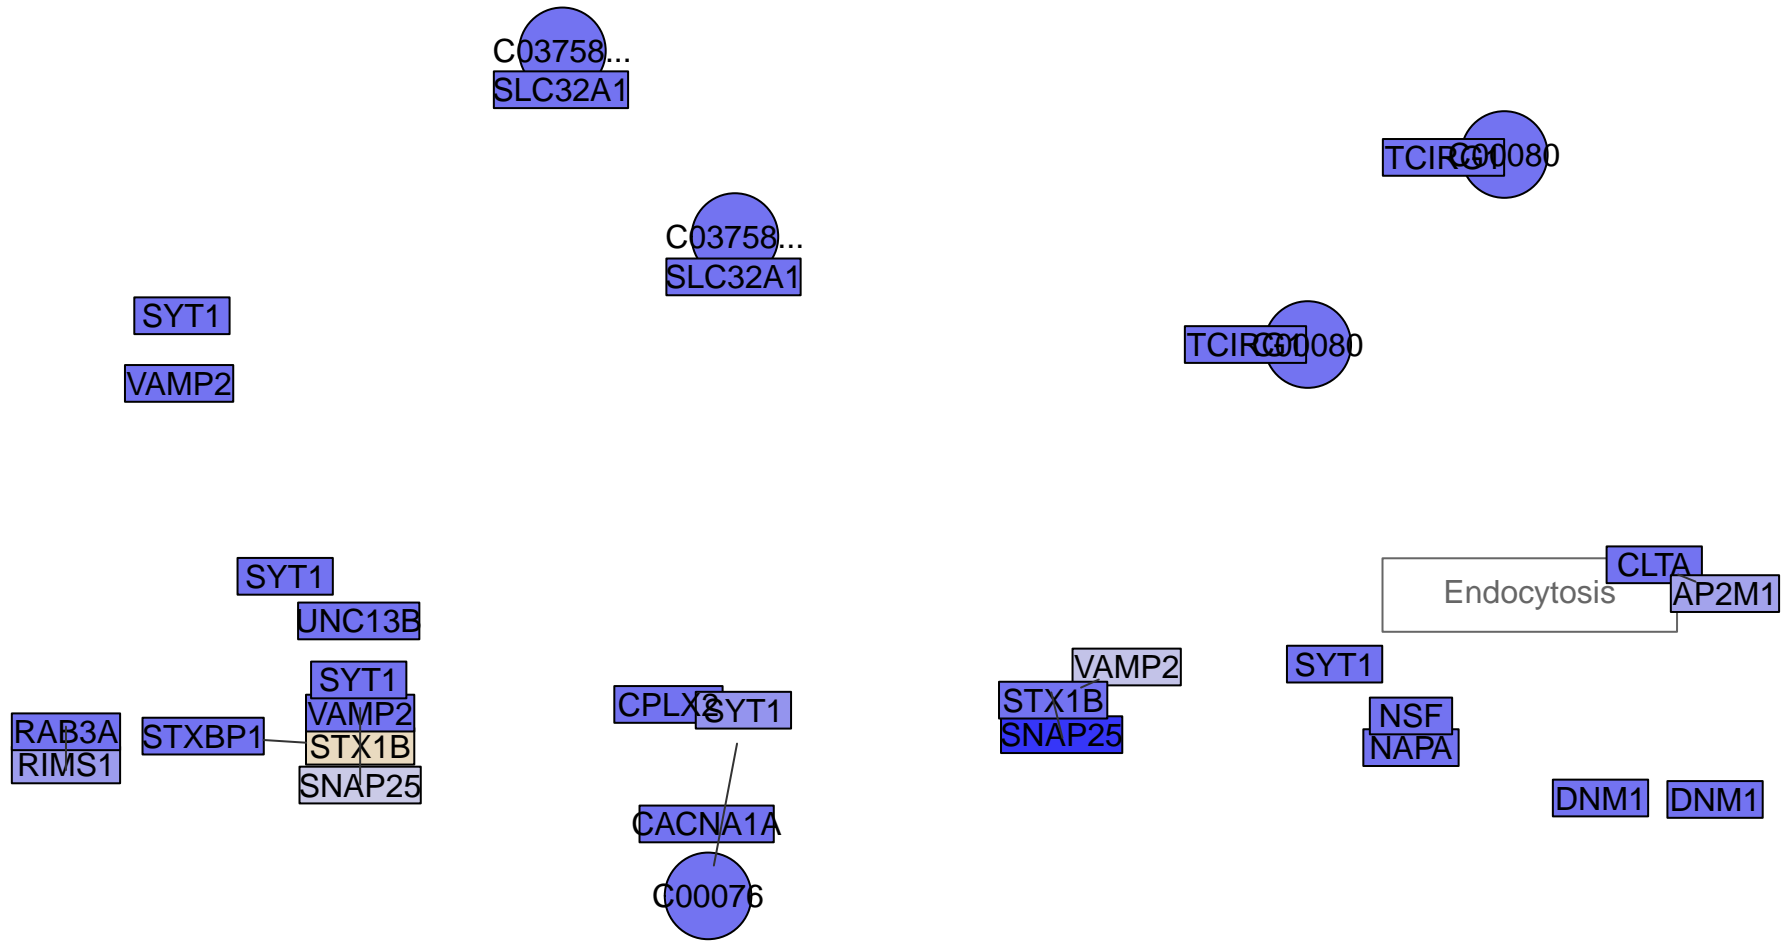 C03758...
SLC32A1
TCIRG1
C00080
C03758...
SLC32A1
SYT1
TCIRG1
C00080
VAMP2
SYT1
CLTA
Endocytosis
AP2M1
UNC13B
SYT1
VAMP2
SYT1
CPLX2
SYT1
STX1B
VAMP2
NSF
RAB3A
STXBP1
STX1B
SNAP25
NAPA
RIMS1
SNAP25
DNM1
DNM1
CACNA1A
C00076